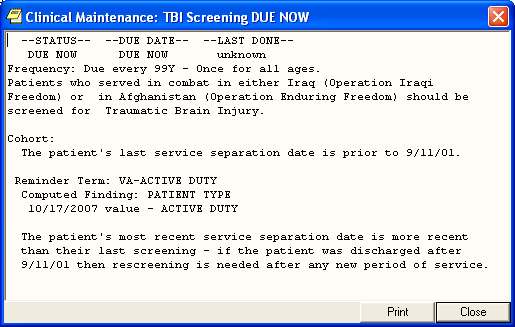 Clinical Maintenance: TBI Screening DUE NOW
--STATUS-- --DUE DATE-- --LAST DONE--
DUE NOW DUE NOW unknown
Frequency: Due every 99Y - Once for all ages.
Patients who served in combat in either Iraq (Operation Iraqi
Freedom) or in Afghanistan (Operation Enduring Freedom) should be
screened for Traumatic Brain Injury.
Cohort:
The patient's last service separation date is prior to 9/11/01.
Reminder Term: VA-ACTIVE DUTY
Computed Finding: PATIENT TYPE
10/17/2007 value - ACTIVE DUTY
The patient's most recent service separation date is more recent
than their last screening - if the patient was discharged after
9/11/01 then rescreening is needed after any new period of service.
Print Close